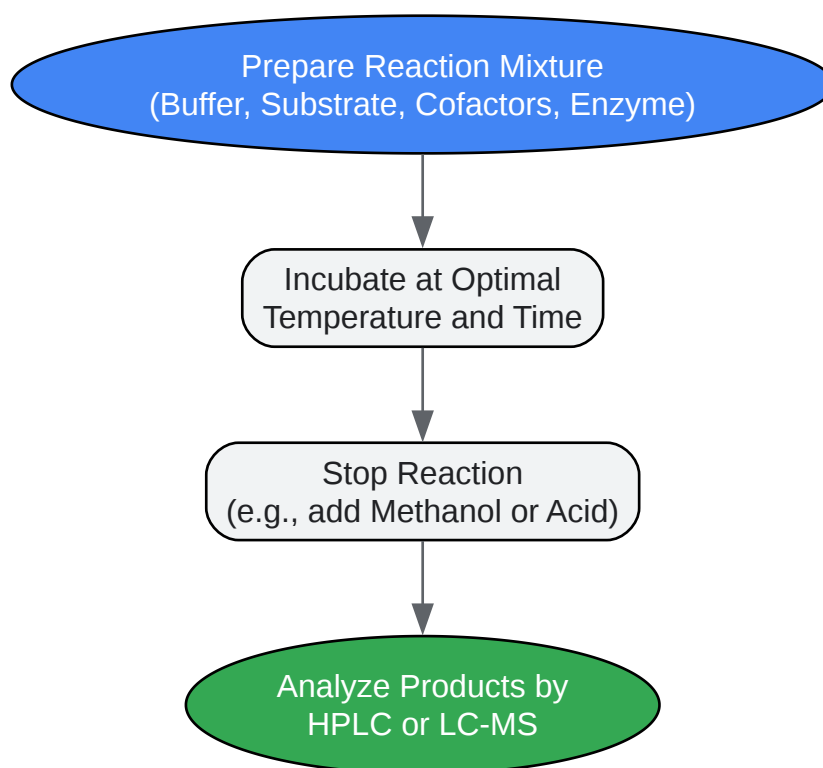 Prepare Reaction Mixture
(Buffer, Substrate, Cofactors, Enzyme)
Incubate at Optimal
Temperature and Time
Stop Reaction
(e.g., add Methanol or Acid)
Analyze Products by
HPLC or LC-MS